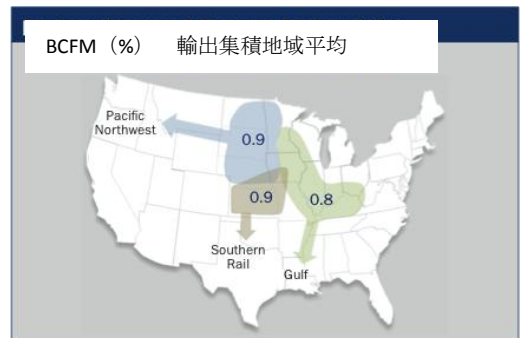 BCFM（%）　輸出集積地域平均
Pacific
Northwest
0.9
0.9
0.8
Southern
Rail
Gulf